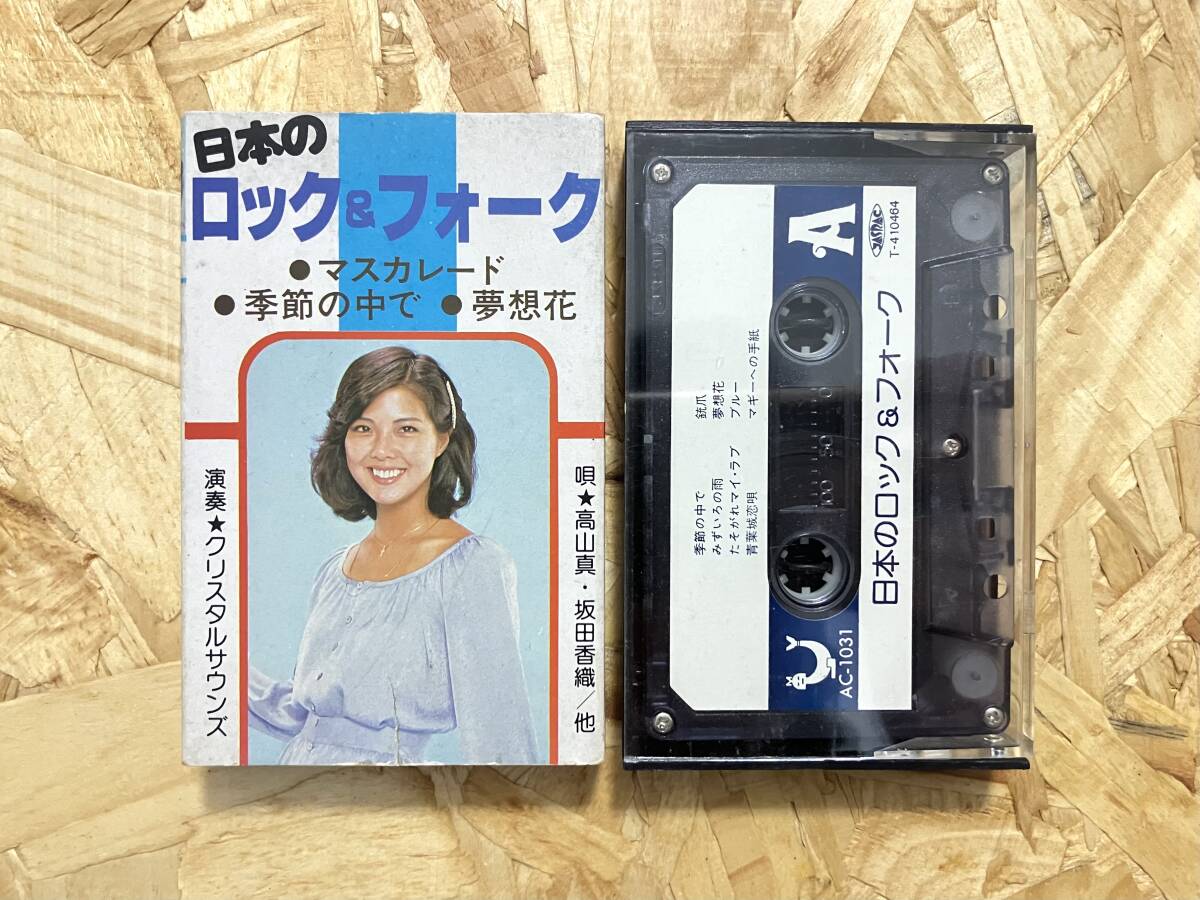 日本の
ロック&フォーク
●マスカレード
●季節の中で ●夢想花
演奏★クリスタルサウンズ
唄★高山真・坂田香織/他
A
JASRAC
T-410464
季節の中で
みずいろの雨
たそがれマイ・ラブ
青葉城恋唄
銃爪
夢想花
ブルー
マギーへの手紙
100 50 0
日本のロック&フォーク
AC-1031